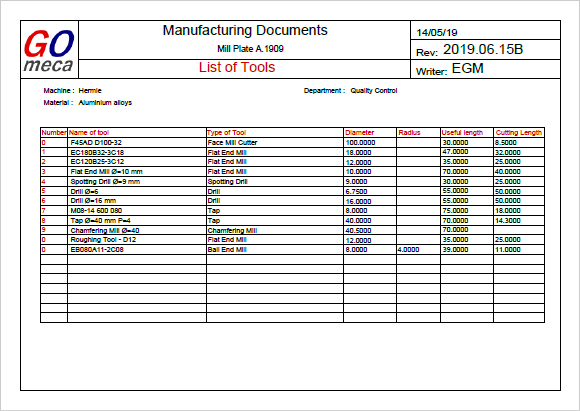 GO
meca
Manufacturing Documents
Mill Plate A.1909
List of Tools
14/05/19
Rev: 2019.06.15B
Writer: EGM
Machine : Hermle Department : Quality Control
Material : Aluminium alloys
Number Name of tool Type of Tool Diameter Radius Useful length Cutting Length
0 F45AD D100-32 Face Mill Cutter 100.0000 30.0000 8.5000
1 EC180B32-3C18 Flat End Mill 18.0000 47.0000 32.0000
2 EC120B25-3C12 Flat End Mill 12.0000 35.0000 25.0000
3 Flat End Mill Ø=10 mm Flat End Mill 10.0000 70.0000 40.0000
4 Spotting Drill Ø=9 mm Spotting Drill 9.0000 30.0000 25.0000
5 Drill Ø=6 Drill 6.7500 55.0000 50.0000
6 Drill Ø=16 mm Drill 16.0000 55.0000 50.0000
7 M08-14 600 080 Tap 8.0000 75.0000 18.0000
8 Tap Ø=40 mm P=4 Tap 40.0000 70.0000 14.3000
9 Chamfering Mill Ø=40 Chamfering Mill 40.5000 70.0000
0 Roughing Tool - D12 Flat End Mill 12.0000 35.0000 25.0000
0 EB080A11-2C08 Ball End Mill 8.0000 4.0000 39.0000 11.0000